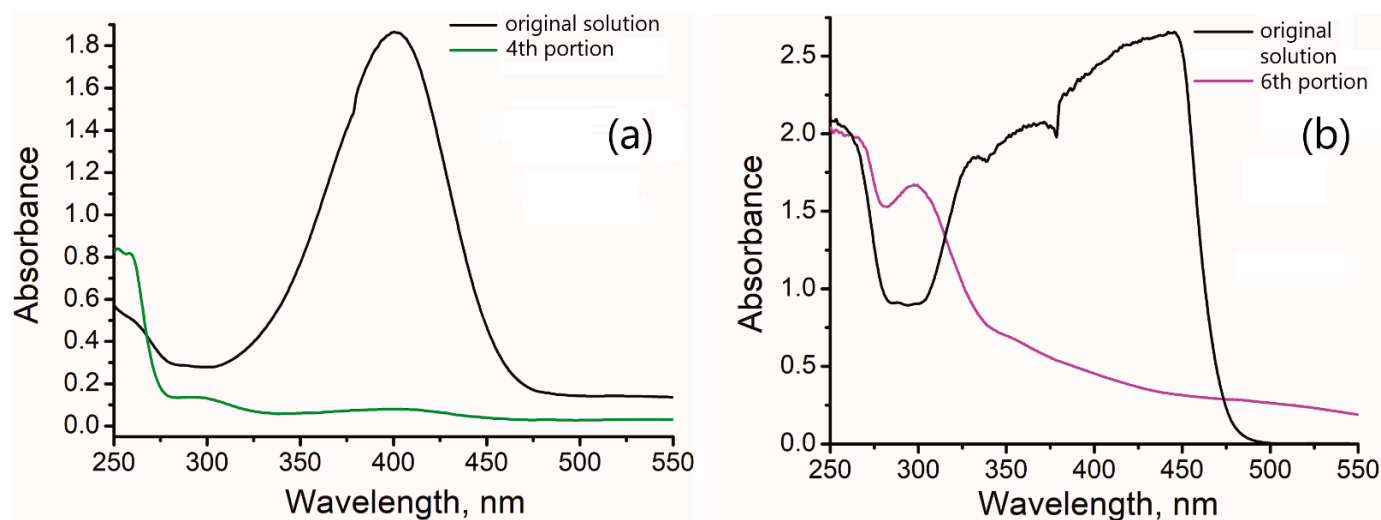 original solution
4th portion
(a)
Absorbance
1.8
1.6
1.4
1.2
1.0
0.8
0.6
0.4
0.2
0.0
250 300 350 400 450 500 550
Wavelength, nm
original
solution
6th portion
(b)
Absorbance
2.5
2.0
1.5
1.0
0.5
0.0
250 300 350 400 450 500 550
Wavelength, nm